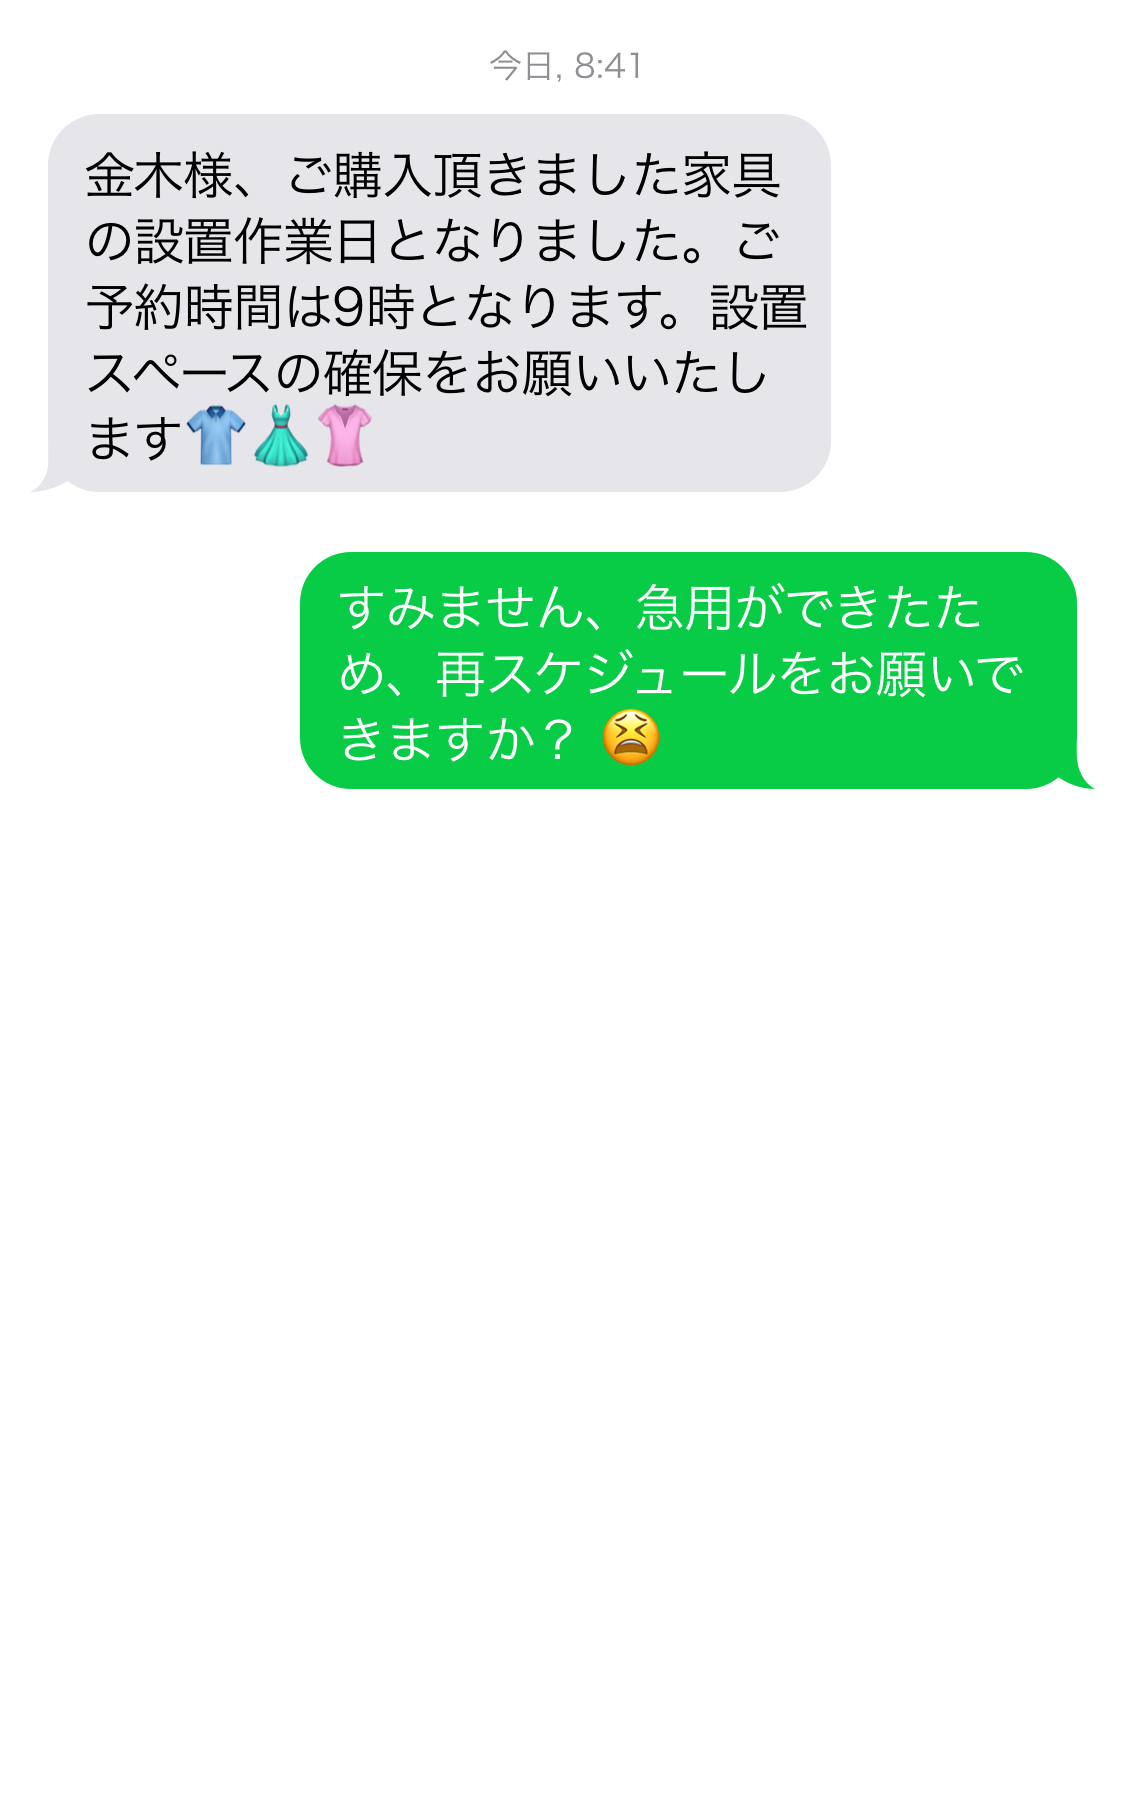 今日, 8:41
金木様、ご購入頂きました家具
の設置作業日となりました。ご
予約時間は9時となります。設置
スペースの確保をお願いいたし
ます👕👗👚
すみません、急用ができたた
め、再スケジュールをお願いで
きますか？ 😫